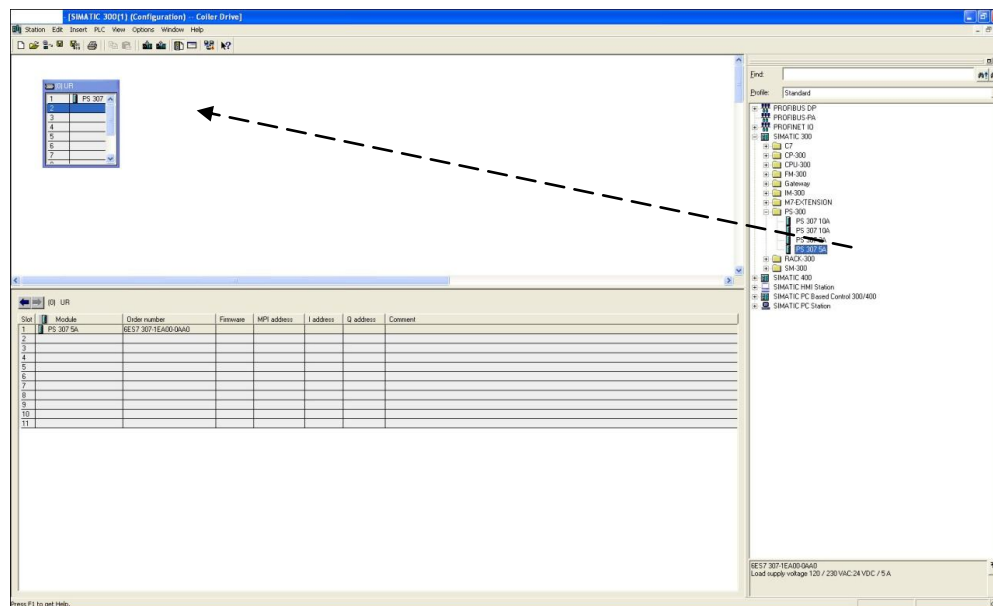 [SIMATIC 300(1) (Configuration) -- Coiler Drive]
Station Edit Insert PLC View Options Window Help
(0) UR
1 PS 307
2
3
4
5
6
7
Find:
Profile: Standard
PROFIBUS DP
PROFIBUS-PA
PROFINET IO
SIMATIC 300
C7
CP-300
CPU-300
FM-300
Gateway
IM-300
M7-EXTENSION
PS-300
PS 307 10A
PS 307 10A
PS 307 2A
PS 307 5A
RACK-300
SM-300
SIMATIC 400
SIMATIC HMI Station
SIMATIC PC Based Control 300/400
SIMATIC PC Station
(0) UR
Slot Module Order number Firmware MPI address I address Q address Comment
1 PS 307 5A 6ES7 307-1EA00-0AA0
2
3
4
5
6
7
8
9
10
11
6ES7 307-1EA00-0AA0
Load supply voltage 120 / 230 VAC:24 VDC / 5 A
Press F1 to get Help.